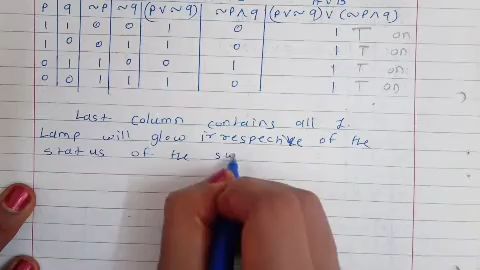 P q ~P ~q (P∨~q) ~P∧q (P∨~q)∨(~P∧q)
1 1 0 0 1 0 1 T on
1 0 0 1 1 0 1 T on
0 1 1 0 0 1 1 T on
0 0 1 1 1 0 1 T on
Last column contains all 1.
Lamp will glow irrespective of the
status of the sw